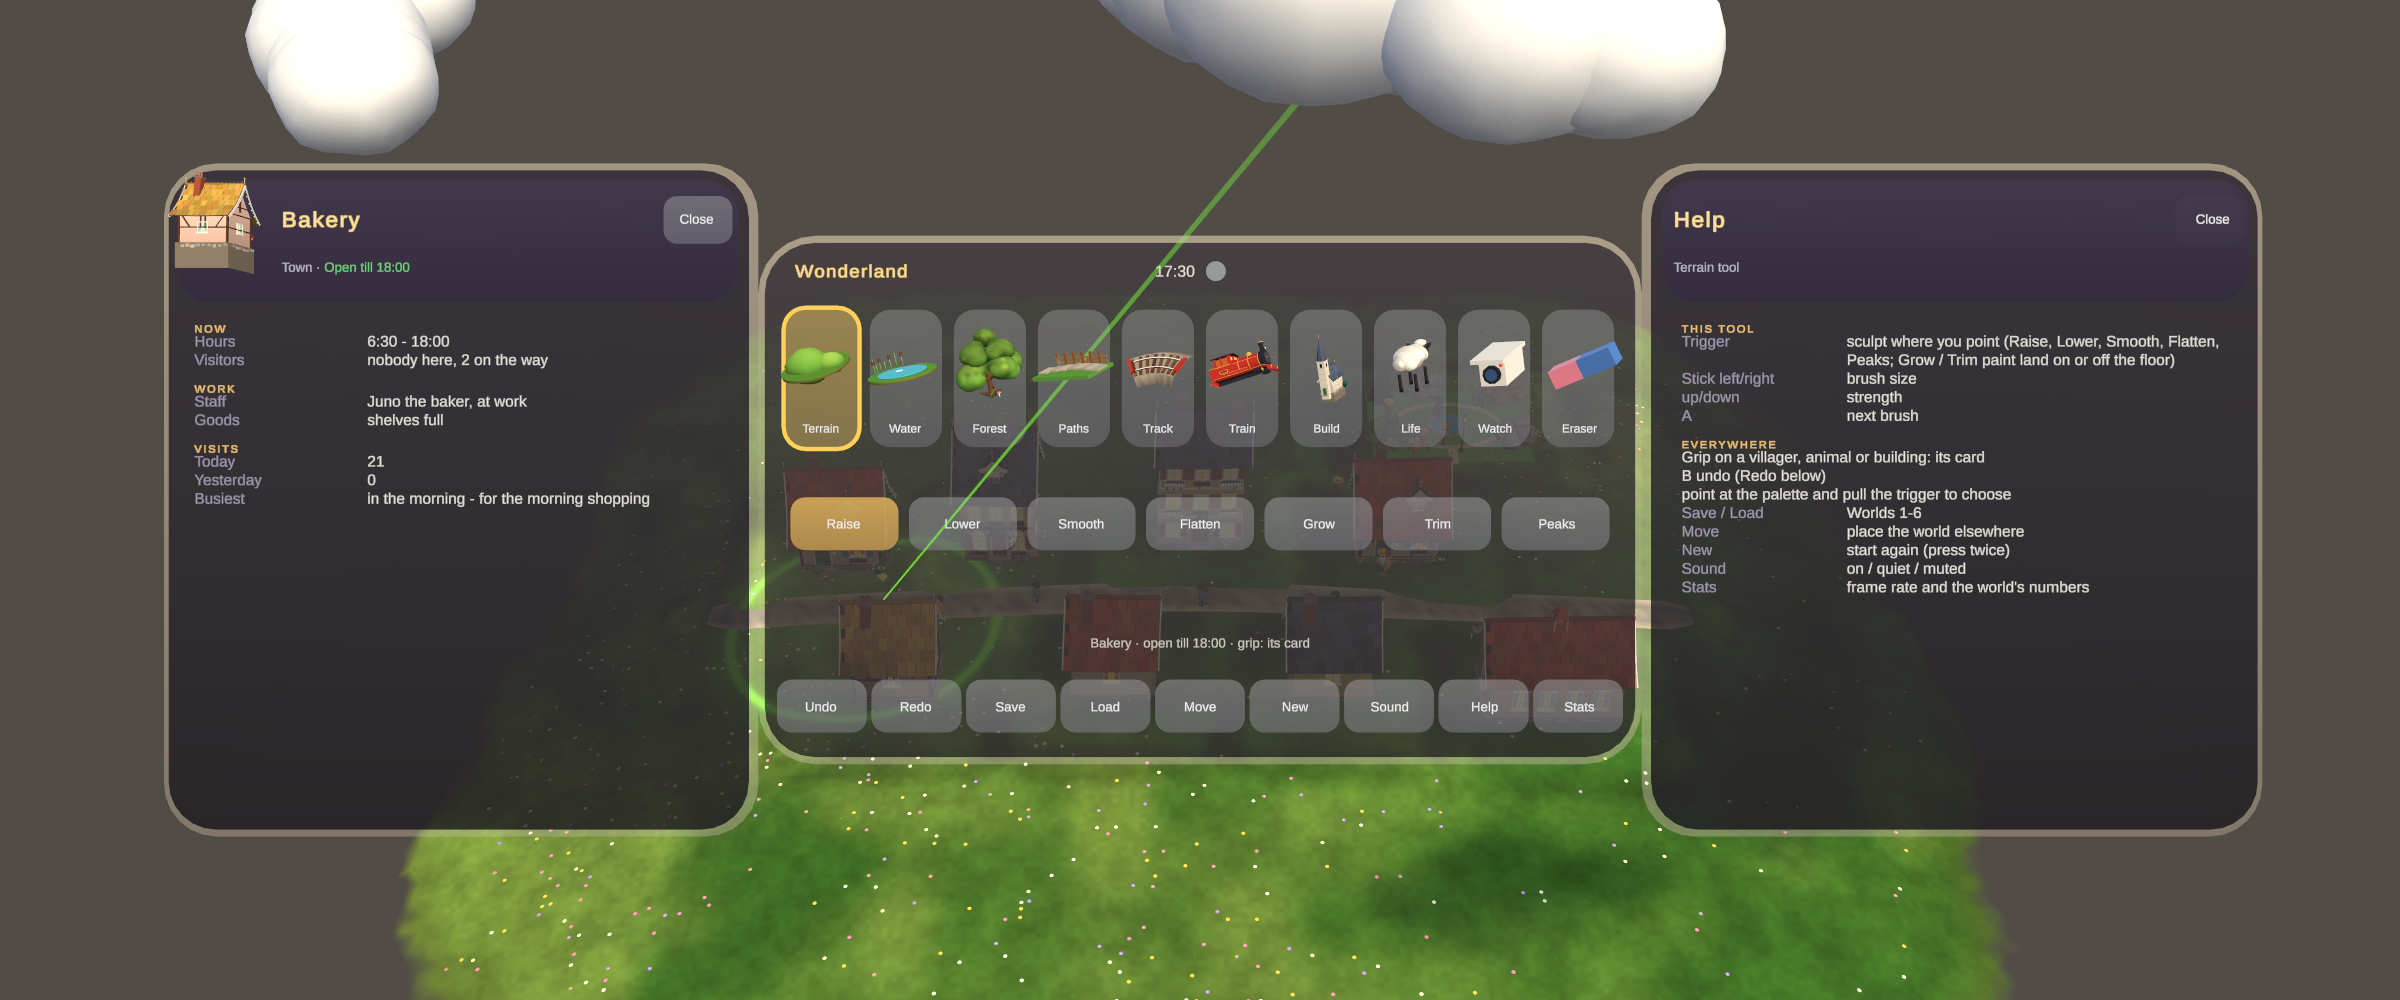 Bakery
Close
Town · Open till 18:00
NOW
Hours 6:30 - 18:00
Visitors nobody here, 2 on the way
WORK
Staff Juno the baker, at work
Goods shelves full
VISITS
Today 21
Yesterday 0
Busiest in the morning - for the morning shopping
Wonderland
17:30
Terrain Water Forest Paths Track Train Build Life Watch Eraser
Raise Lower Smooth Flatten Grow Trim Peaks
Bakery · open till 18:00 · grip: its card
Undo Redo Save Load Move New Sound Help Stats
Help
Close
Terrain tool
THIS TOOL
Trigger sculpt where you point (Raise, Lower, Smooth, Flatten,
Peaks; Grow / Trim paint land on or off the floor)
Stick left/right brush size
up/down strength
A next brush
EVERYWHERE
Grip on a villager, animal or building: its card
B undo (Redo below)
point at the palette and pull the trigger to choose
Save / Load Worlds 1-6
Move place the world elsewhere
New start again (press twice)
Sound on / quiet / muted
Stats frame rate and the world's numbers